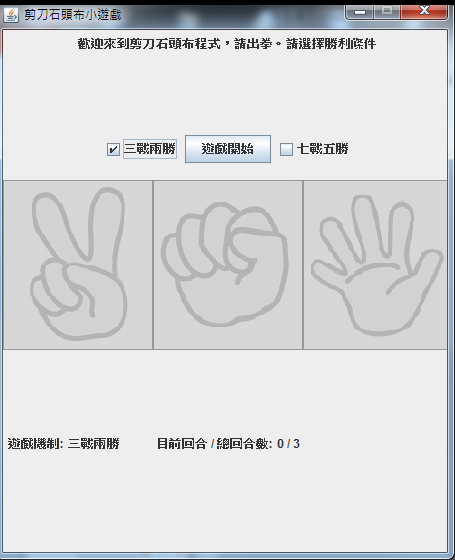 剪刀石頭布小遊戲
歡迎來到剪刀石頭布程式，請出拳。請選擇勝利條件
三戰兩勝 遊戲開始 七戰五勝
遊戲機制: 三戰兩勝 目前回合 / 總回合數: 0 / 3